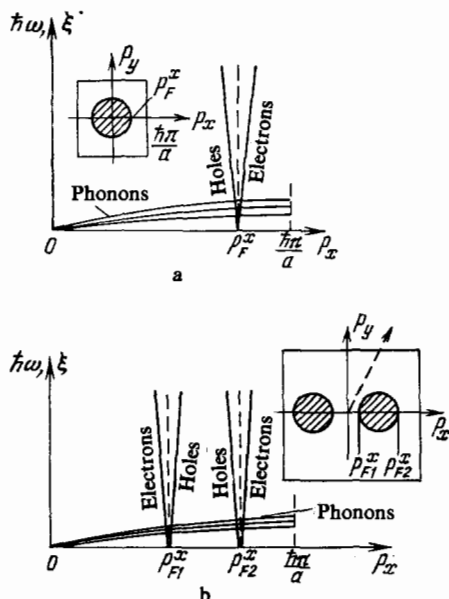 ħω, ξ
p_y
p_F^x
p_x
ħπ/a
Phonons
Holes
Electrons
0
p_F^x
ħπ/a
p_x
a
ħω, ξ
p_y
p_x
p_F1^x
p_F2^x
Electrons
Holes
Holes
Electrons
Phonons
0
p_F1^x
p_F2^x
ħπ/a
p_x
b